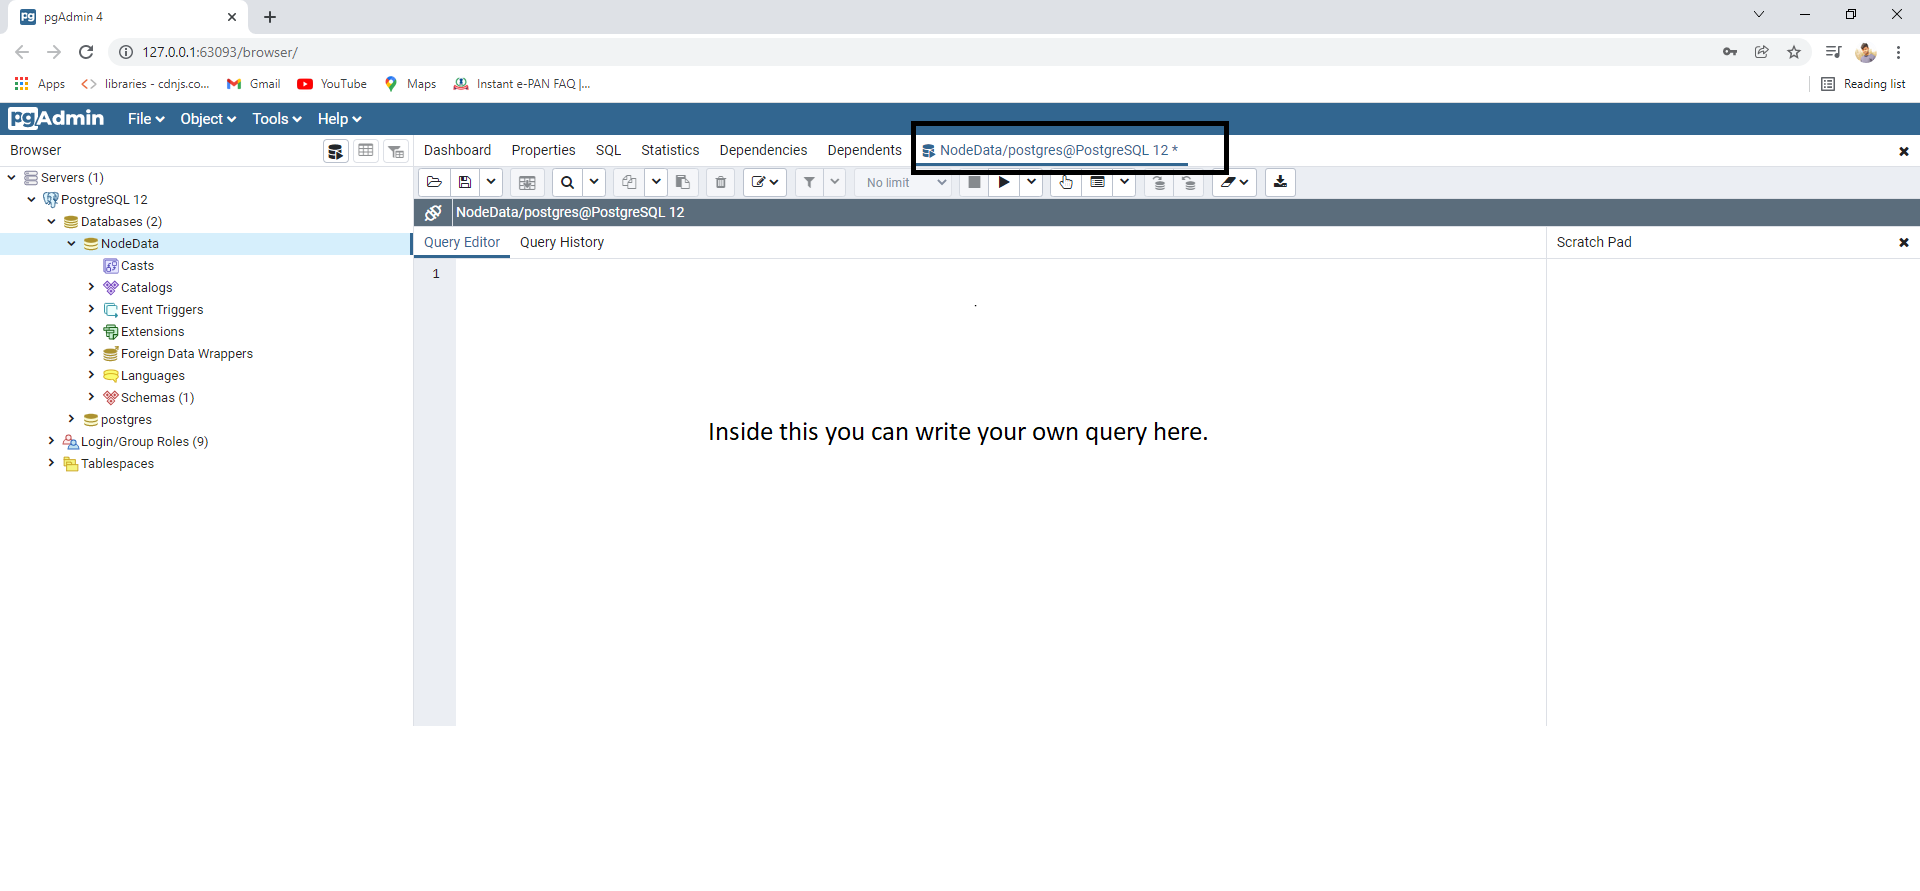 pgAdmin 4
127.0.0.1:63093/browser/
Apps libraries - cdnjs.co... Gmail YouTube Maps Instant e-PAN FAQ |... Reading list
pgAdmin File Object Tools Help
Browser Dashboard Properties SQL Statistics Dependencies Dependents NodeData/postgres@PostgreSQL 12 *
No limit
NodeData/postgres@PostgreSQL 12
Query Editor Query History Scratch Pad
1
Servers (1)
PostgreSQL 12
Databases (2)
NodeData
Casts
Catalogs
Event Triggers
Extensions
Foreign Data Wrappers
Languages
Schemas (1)
postgres
Login/Group Roles (9)
Tablespaces
Inside this you can write your own query here.